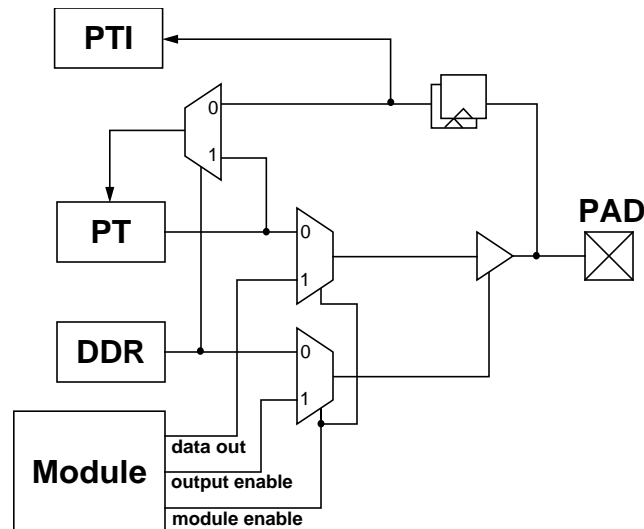 PTI
0
1
PT
PAD
0
1
DDR
0
1
Module
data out
output enable
module enable